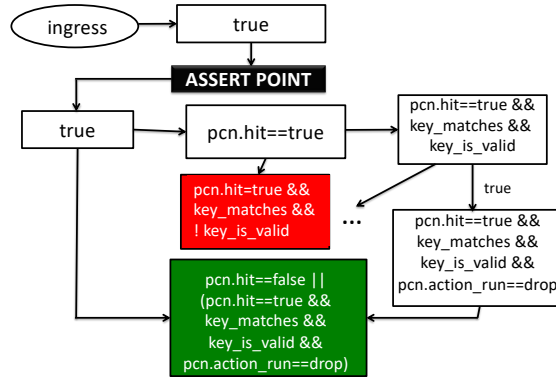 ingress
true
ASSERT POINT
true
pcn.hit==true
pcn.hit==true &&
key_matches &&
key_is_valid
pcn.hit=true &&
key_matches &&
! key_is_valid
...
true
pcn.hit==true &&
key_matches &&
key_is_valid &&
pcn.action_run==drop
pcn.hit==false ||
(pcn.hit==true &&
key_matches &&
key_is_valid &&
pcn.action_run==drop)